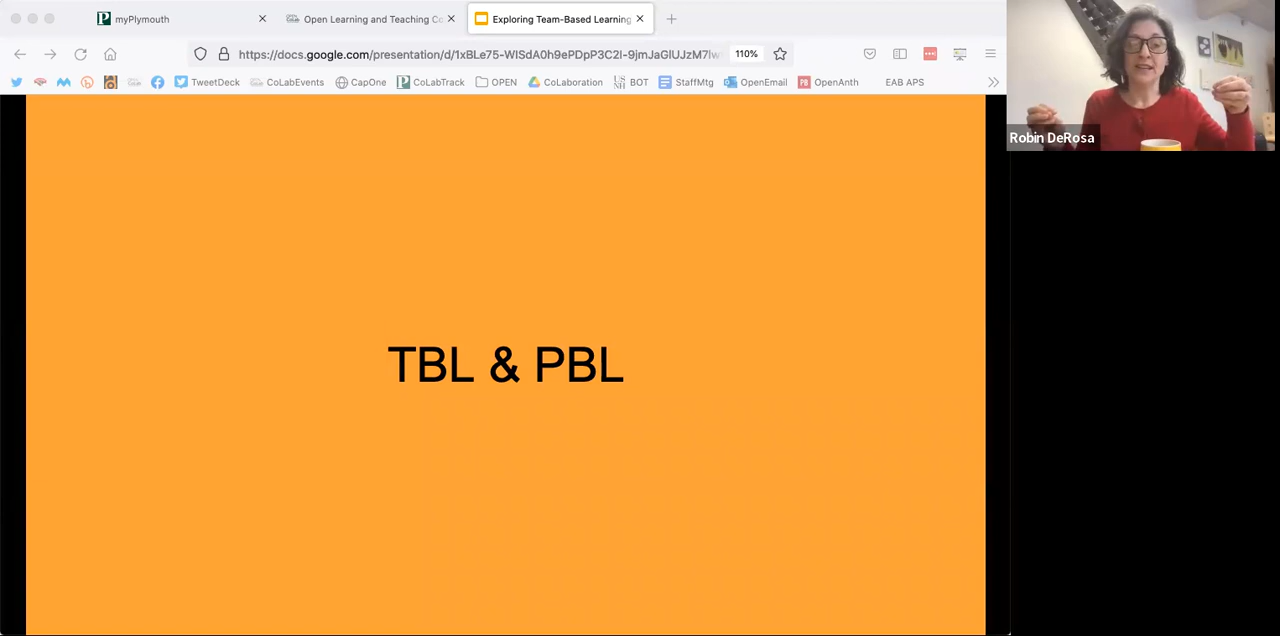 myPlymouth
Open Learning and Teaching Co
Exploring Team-Based Learning
https://docs.google.com/presentation/d/1xBLe75-WISdA0h9ePDpP3C2I-9jmJaGlUJzM7lw
110%
TweetDeck
CoLabEvents
CapOne
CoLabTrack
OPEN
CoLaboration
BOT
StaffMtg
OpenEmail
OpenAnth
EAB APS
Robin DeRosa
TBL & PBL